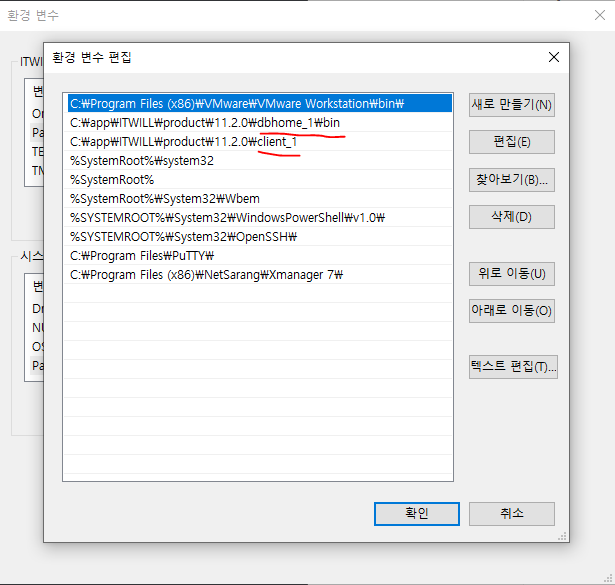 환경 변수
환경 변수 편집
ITWI
변
Or
Pa
TE
TM
시스
변
Dr
NU
OS
Pa
C:₩Program Files (x86)₩VMware₩VMware Workstation₩bin₩
C:₩app₩ITWILL₩product₩11.2.0₩dbhome_1₩bin
C:₩app₩ITWILL₩product₩11.2.0₩client_1
%SystemRoot%₩system32
%SystemRoot%
%SystemRoot%₩System32₩Wbem
%SYSTEMROOT%₩System32₩WindowsPowerShell₩v1.0₩
%SYSTEMROOT%₩System32₩OpenSSH₩
C:₩Program Files₩PuTTY₩
C:₩Program Files (x86)₩NetSarang₩Xmanager 7₩
새로 만들기(N)
편집(E)
찾아보기(B)...
삭제(D)
위로 이동(U)
아래로 이동(O)
텍스트 편집(T)...
확인
취소